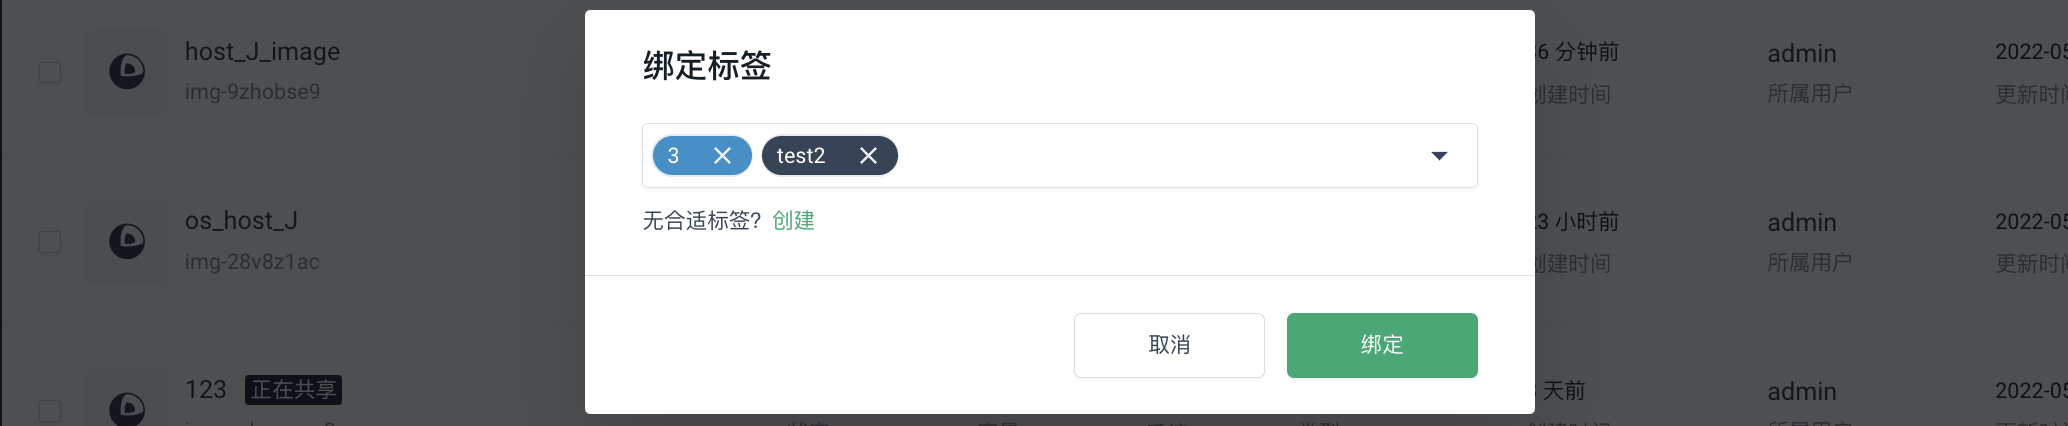 host_J_image
img-9zhobse9
os_host_J
img-28v8z1ac
123 正在共享
绑定标签
3
test2
无合适标签? 创建
取消 绑定
6 分钟前 admin 2022-05
创建时间 所属用户 更新时间
3 小时前 admin 2022-05
创建时间 所属用户 更新时间
天前 admin 2022-05